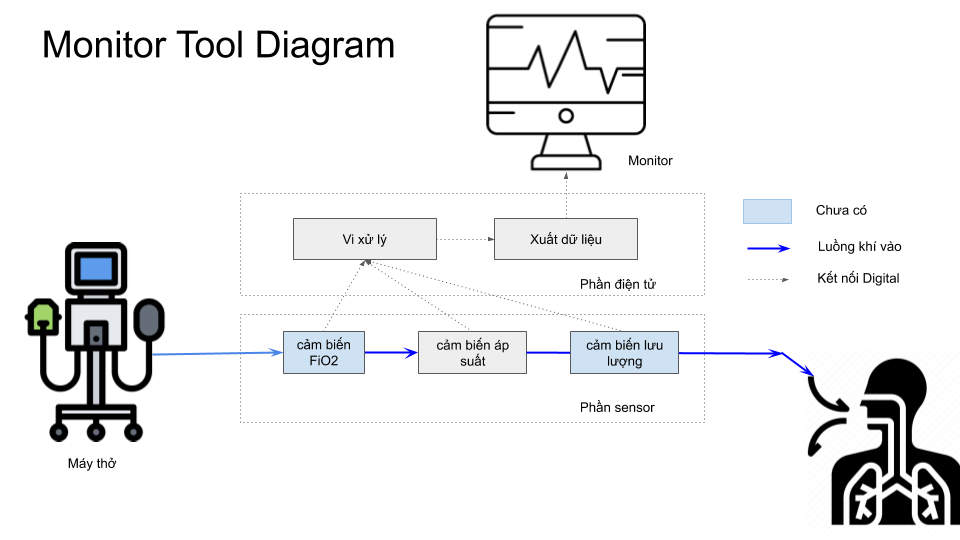 Monitor Tool Diagram
Monitor
Chưa có
Vi xử lý
Xuất dữ liệu
Luồng khí vào
Kết nối Digital
Phần điện tử
cảm biến
FiO2
cảm biến áp
suất
cảm biến lưu
lượng
Phần sensor
Máy thở